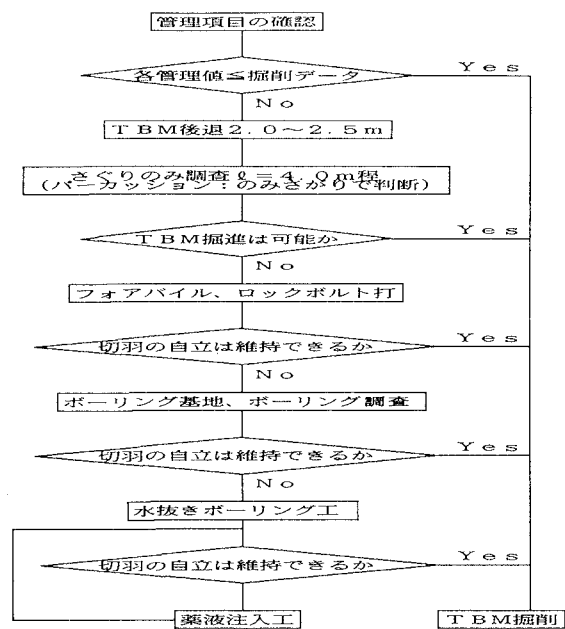 管理項目の確認
各管理値≦掘削データ
Yes
No
TBM後退2.0～2.5m
さぐりのみ調査ℓ=4.0m程
(パーカッション:のみさがりで判断)
TBM掘進は可能か
Yes
No
フォアパイル、ロックボルト打
切羽の自立は維持できるか
Yes
No
ボーリング基地、ボーリング調査
切羽の自立は維持できるか
Yes
No
水抜きボーリング工
切羽の自立は維持できるか
Yes
薬液注入工
TBM掘削